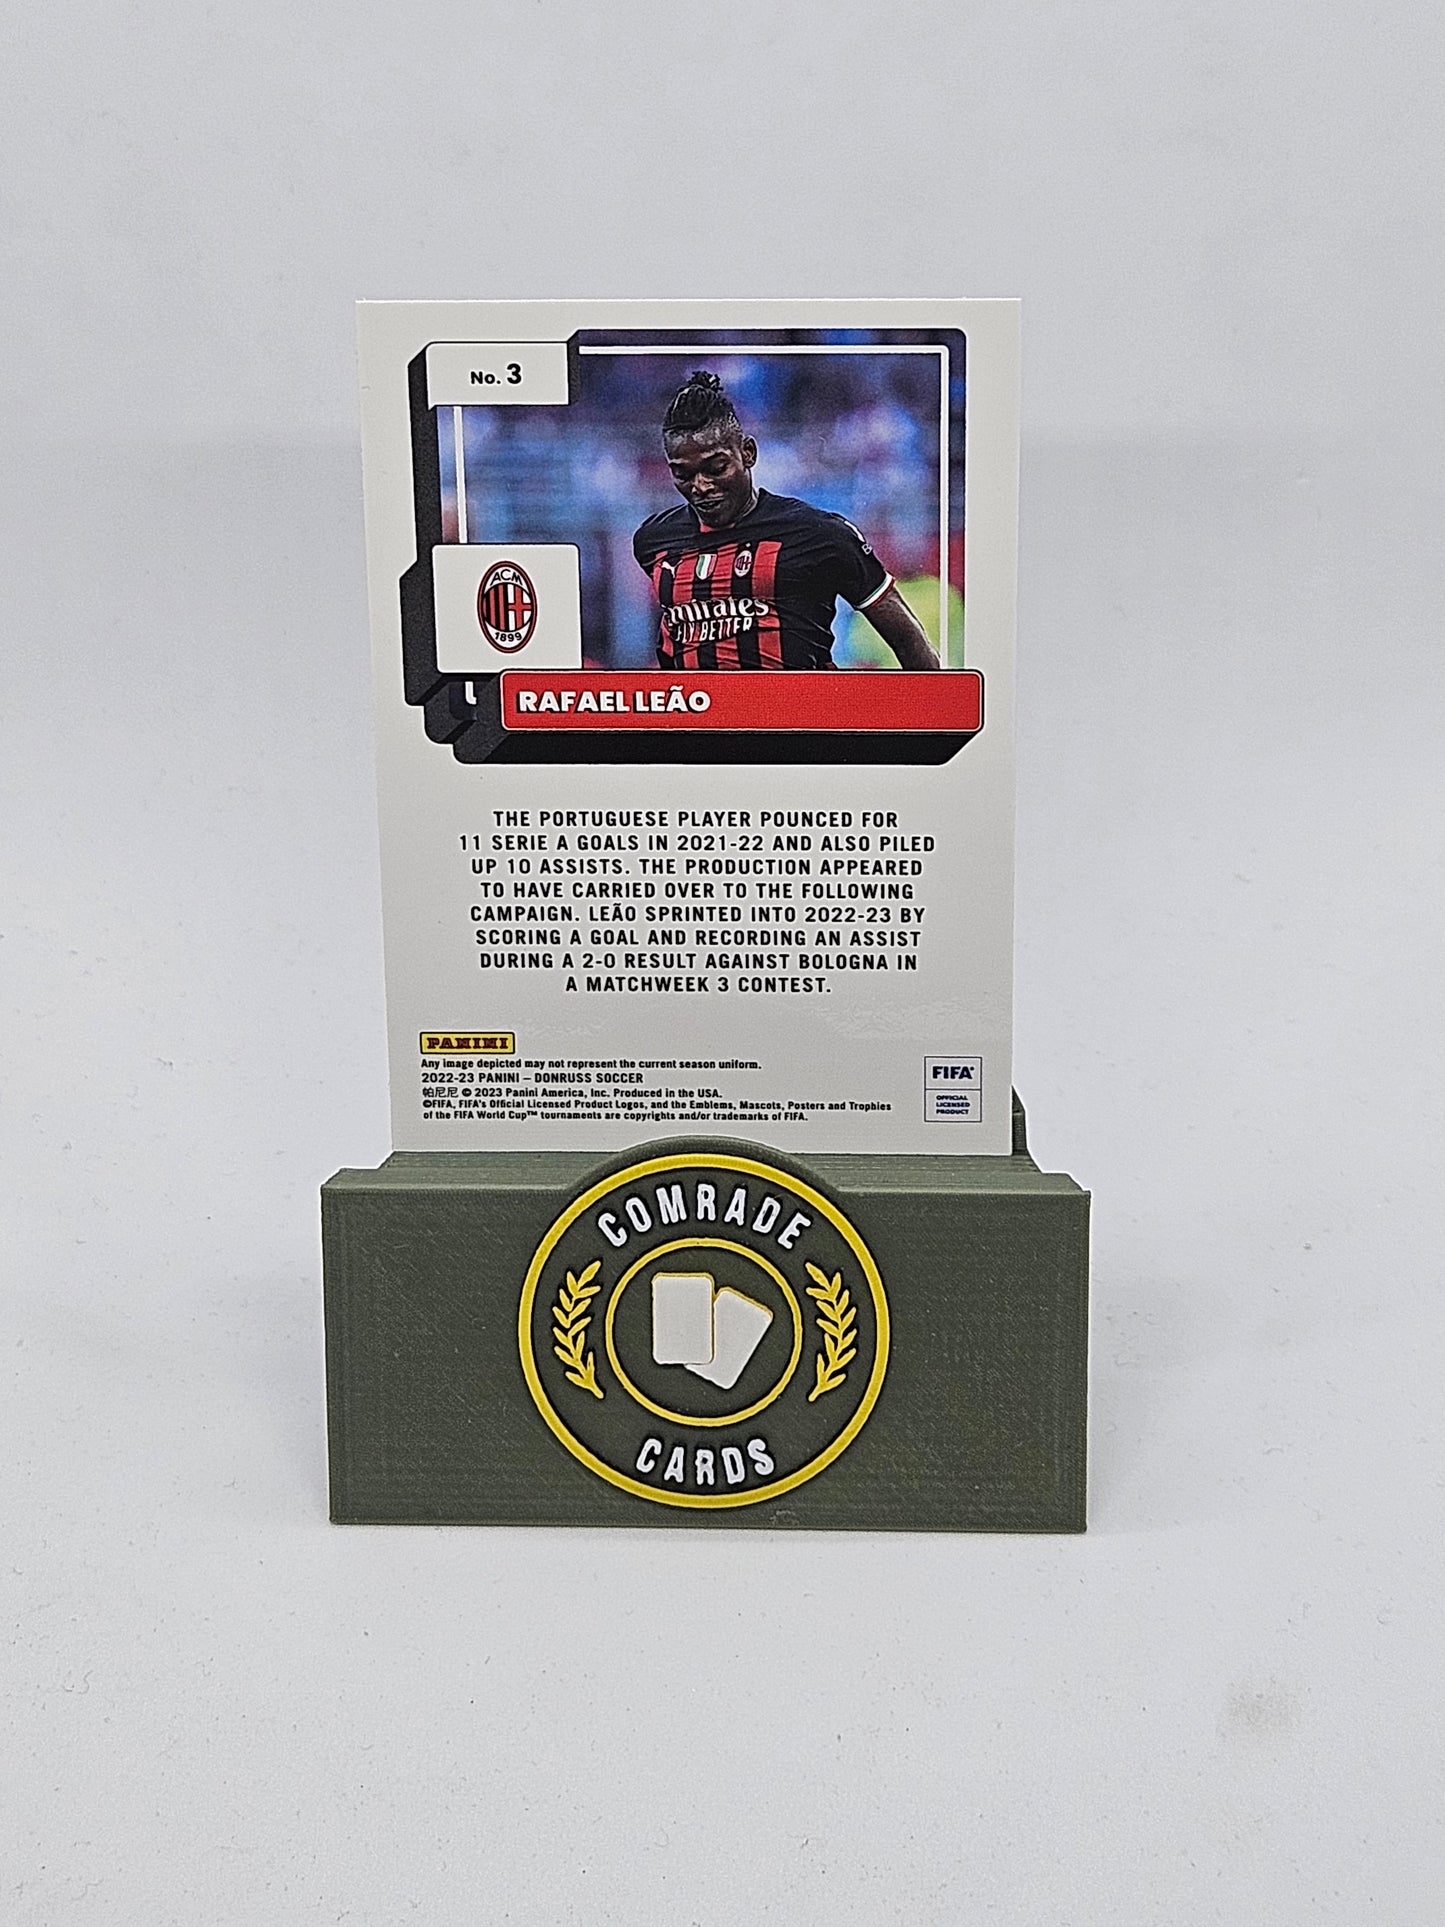 No. 3
ACM
1899
Emirates
FLY BETTER
RAFAEL LEÃO
THE PORTUGUESE PLAYER POUNCED FOR
11 SERIE A GOALS IN 2021-22 AND ALSO PILED
UP 10 ASSISTS. THE PRODUCTION APPEARED
TO HAVE CARRIED OVER TO THE FOLLOWING
CAMPAIGN. LEÃO SPRINTED INTO 2022-23 BY
SCORING A GOAL AND RECORDING AN ASSIST
DURING A 2-0 RESULT AGAINST BOLOGNA IN
A MATCHWEEK 3 CONTEST.
PANINI
Any image depicted may not represent the current season uniform.
2022-23 PANINI – DONRUSS SOCCER
帕尼尼 © 2023 Panini America, Inc. Produced in the USA.
©FIFA, FIFA's Official Licensed Product Logos, and the Emblems, Mascots, Posters and Trophies
of the FIFA World Cup™ tournaments are copyrights and/or trademarks of FIFA.
FIFA
OFFICIAL
LICENSED
PRODUCT
COMRADE
CARDS